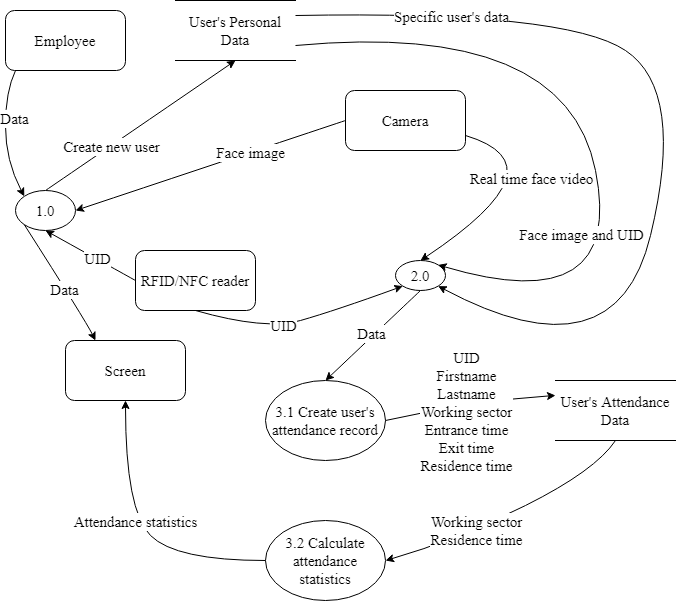 Employee
User's Personal
Data
Specific user's data
Data
Create new user
Camera
Face image
Real time face video
1.0
Face image and UID
UID
RFID/NFC reader
2.0
Data
UID
Data
Screen
UID
Firstname
Lastname
Working sector
Entrance time
Exit time
Residence time
3.1 Create user's
attendance record
User's Attendance
Data
Attendance statistics
Working sector
Residence time
3.2 Calculate
attendance
statistics